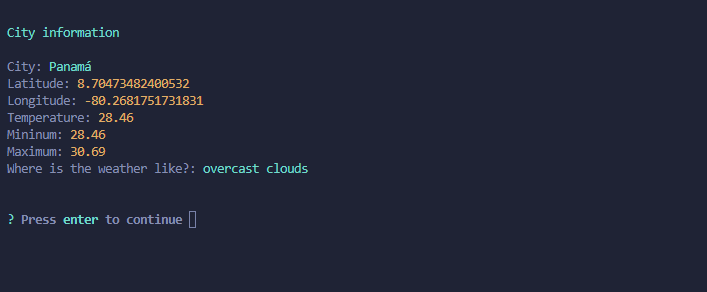 City information
City: Panamá
Latitude: 8.70473482400532
Longitude: -80.2681751731831
Temperature: 28.46
Mininum: 28.46
Maximum: 30.69
Where is the weather like?: overcast clouds
? Press enter to continue